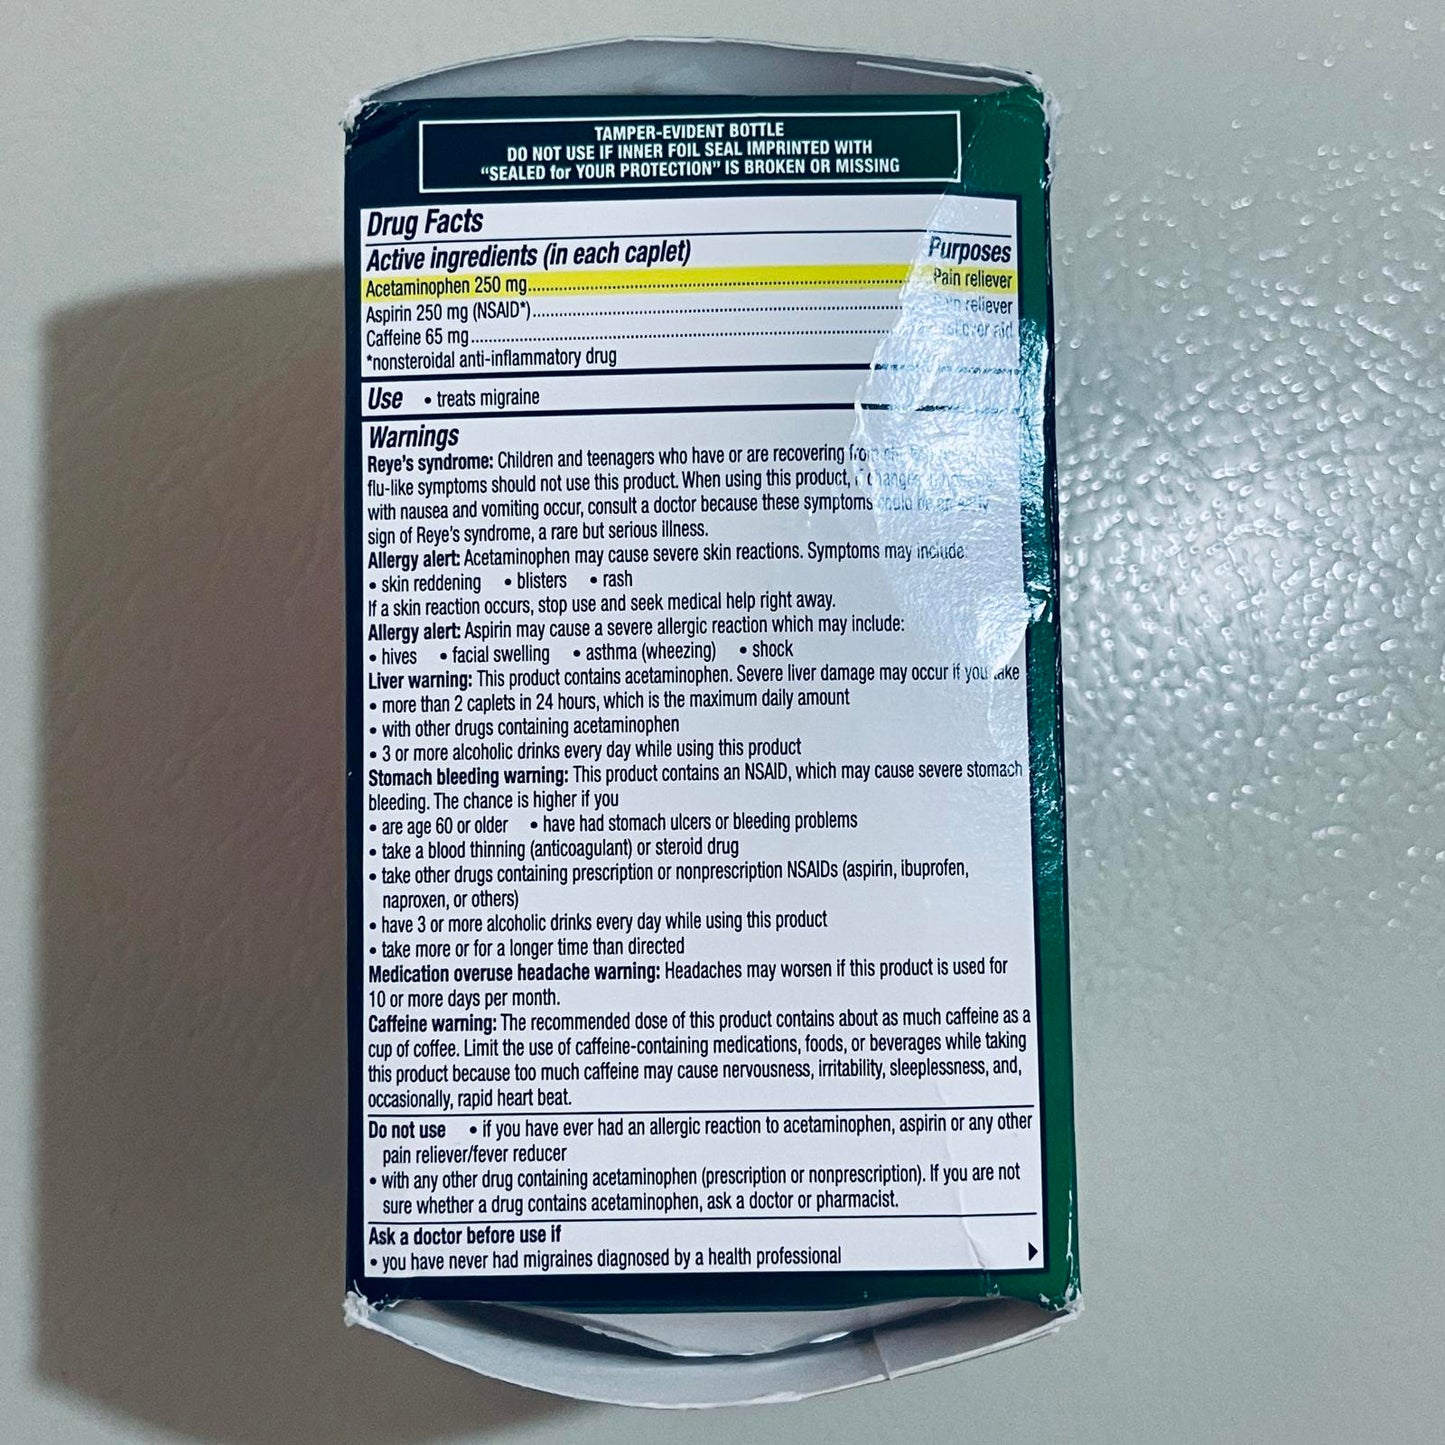 TAMPER-EVIDENT BOTTLE
DO NOT USE IF INNER FOIL SEAL IMPRINTED WITH
“SEALED for YOUR PROTECTION” IS BROKEN OR MISSING
Drug Facts
Active ingredients (in each caplet) Purposes
Acetaminophen 250 mg Pain reliever
Aspirin 250 mg (NSAID*) reliever
Caffeine 65 mg aid
*nonsteroidal anti-inflammatory drug
Use • treats migraine
Warnings
Reye’s syndrome: Children and teenagers who have or are recovering from
flu-like symptoms should not use this product. When using this product,
with nausea and vomiting occur, consult a doctor because these symptoms could be an early
sign of Reye’s syndrome, a rare but serious illness.
Allergy alert: Acetaminophen may cause severe skin reactions. Symptoms may include:
• skin reddening • blisters • rash
If a skin reaction occurs, stop use and seek medical help right away.
Allergy alert: Aspirin may cause a severe allergic reaction which may include:
• hives • facial swelling • asthma (wheezing) • shock
Liver warning: This product contains acetaminophen. Severe liver damage may occur if you take
• more than 2 caplets in 24 hours, which is the maximum daily amount
• with other drugs containing acetaminophen
• 3 or more alcoholic drinks every day while using this product
Stomach bleeding warning: This product contains an NSAID, which may cause severe stomach
bleeding. The chance is higher if you
• are age 60 or older • have had stomach ulcers or bleeding problems
• take a blood thinning (anticoagulant) or steroid drug
• take other drugs containing prescription or nonprescription NSAIDs (aspirin, ibuprofen,
naproxen, or others)
• have 3 or more alcoholic drinks every day while using this product
• take more or for a longer time than directed
Medication overuse headache warning: Headaches may worsen if this product is used for
10 or more days per month.
Caffeine warning: The recommended dose of this product contains about as much caffeine as a
cup of coffee. Limit the use of caffeine-containing medications, foods, or beverages while taking
this product because too much caffeine may cause nervousness, irritability, sleeplessness, and,
occasionally, rapid heart beat.
Do not use • if you have ever had an allergic reaction to acetaminophen, aspirin or any other
pain reliever/fever reducer
• with any other drug containing acetaminophen (prescription or nonprescription). If you are not
sure whether a drug contains acetaminophen, ask a doctor or pharmacist.
Ask a doctor before use if
• you have never had migraines diagnosed by a health professional